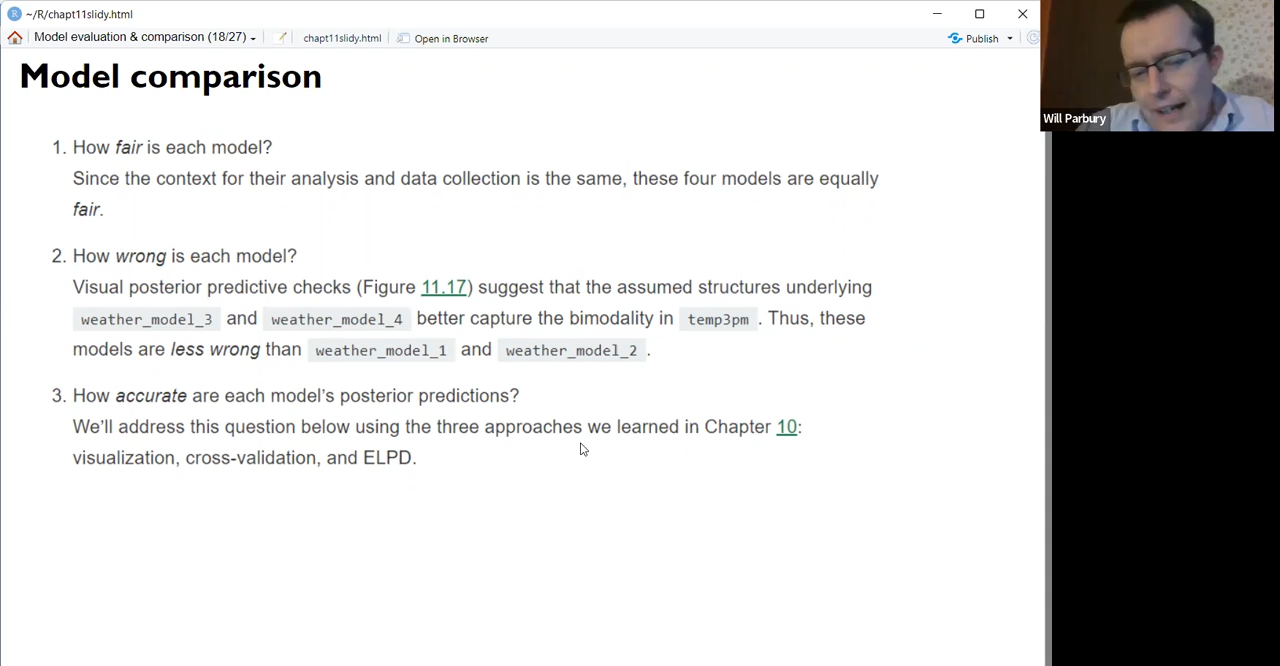 ~/R/chapt11slidy.html
Model evaluation & comparison (18/27)
chapt11slidy.html
Open in Browser
Publish
Model comparison
1. How fair is each model?
Since the context for their analysis and data collection is the same, these four models are equally
fair.
2. How wrong is each model?
Visual posterior predictive checks (Figure 11.17) suggest that the assumed structures underlying
weather_model_3 and weather_model_4 better capture the bimodality in temp3pm . Thus, these
models are less wrong than weather_model_1 and weather_model_2 .
3. How accurate are each model’s posterior predictions?
We’ll address this question below using the three approaches we learned in Chapter 10:
visualization, cross-validation, and ELPD.
Will Parbury